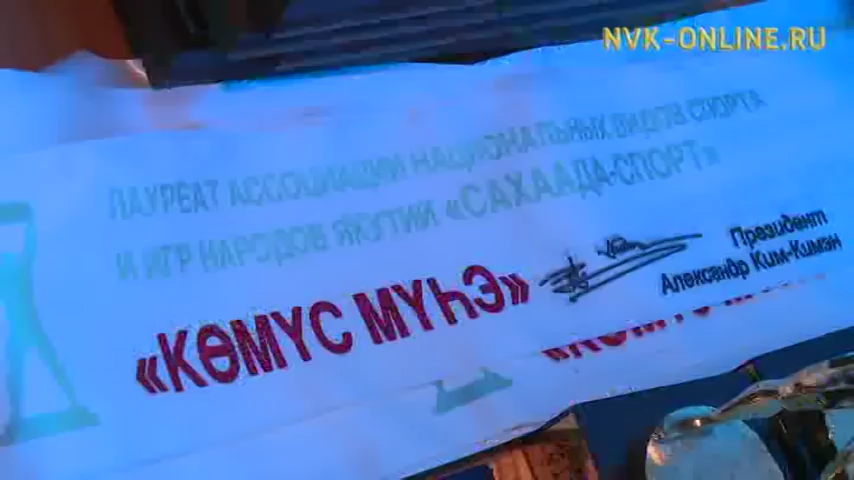 NVK-ONLINE.RU
ЛАУРЕАТ АССОЦИАЦИИ НАЦИОНАЛЬНЫХ ВИДОВ СПОРТА
И ИГР НАРОДОВ ЯКУТИИ «САХААДА-СПОРТ»
«КӨМҮС МҮҺЭ»
Президент
Александр Ким-Кимэн